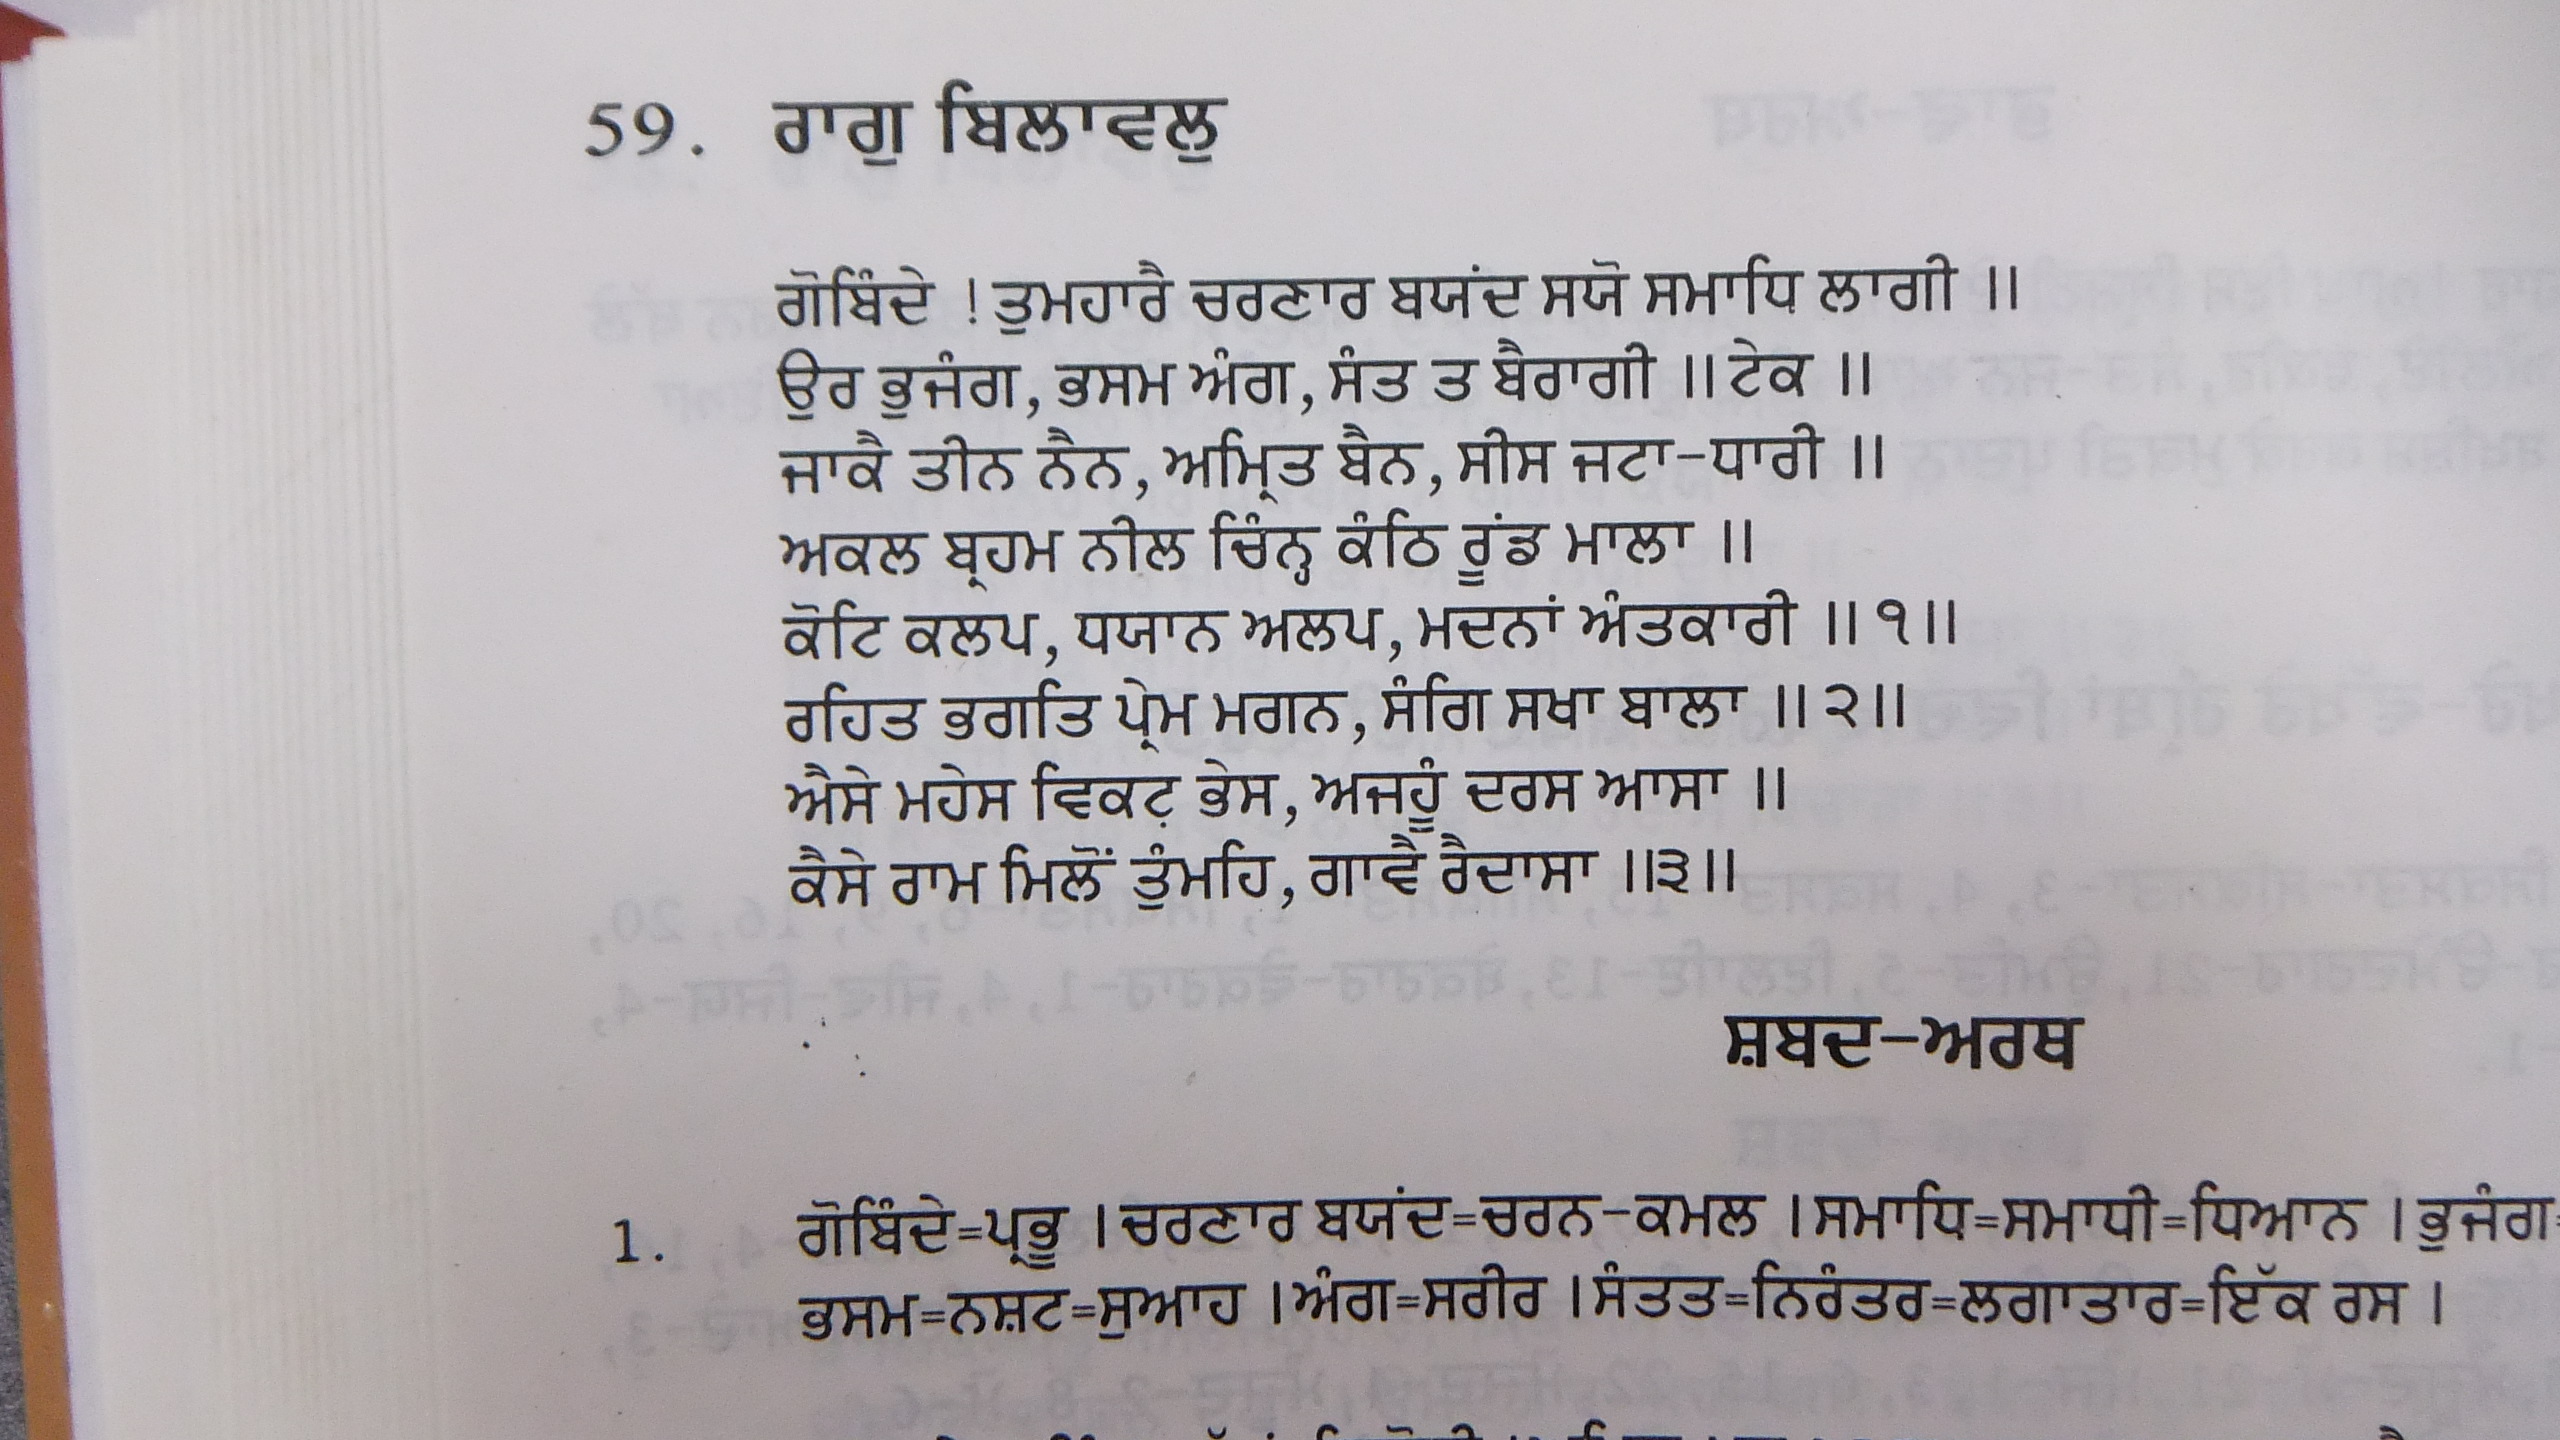 59. ਰਾਗੁ ਬਿਲਾਵਲੁ
ਗੋਬਿੰਦੇ ! ਤੁਮਹਾਰੈ ਚਰਣਾਰ ਬਯੰਦ ਸਯੋ ਸਮਾਧਿ ਲਾਗੀ ॥
ਉਰ ਭੁਜੰਗ, ਭਸਮ ਅੰਗ, ਸੰਤ ਤ ਬੈਰਾਗੀ ॥ ਟੇਕ ॥
ਜਾਕੈ ਤੀਨ ਨੈਨ, ਅਮ੍ਰਿਤ ਬੈਨ, ਸੀਸ ਜਟਾ-ਧਾਰੀ ॥
ਅਕਲ ਬ੍ਰਹਮ ਨੀਲ ਚਿੰਨ੍ਹ ਕੰਠਿ ਰੂੰਡ ਮਾਲਾ ॥
ਕੋਟਿ ਕਲਪ, ਧਯਾਨ ਅਲਪ, ਮਦਨਾਂ ਅੰਤਕਾਰੀ ॥ ੧॥
ਰਹਿਤ ਭਗਤਿ ਪ੍ਰੇਮ ਮਗਨ, ਸੰਗਿ ਸਖਾ ਬਾਲਾ ॥ ੨॥
ਐਸੇ ਮਹੇਸ ਵਿਕਟ਼ ਭੇਸ, ਅਜਹੂੰ ਦਰਸ ਆਸਾ ॥
ਕੈਸੇ ਰਾਮ ਮਿਲੌਂ ਤੁੰਮਹਿ, ਗਾਵੈ ਰੈਦਾਸਾ ॥੩॥
ਸ਼ਬਦ-ਅਰਥ
1. ਗੋਬਿੰਦੇ=ਪ੍ਰਭੂ । ਚਰਣਾਰ ਬਯੰਦ=ਚਰਨ-ਕਮਲ । ਸਮਾਧਿ=ਸਮਾਧੀ=ਧਿਆਨ । ਭੁਜੰਗ=
ਭਸਮ=ਨਸ਼ਟ=ਸੁਆਹ । ਅੰਗ=ਸਰੀਰ । ਸੰਤਤ=ਨਿਰੰਤਰ=ਲਗਾਤਾਰ=ਇੱਕ ਰਸ ।